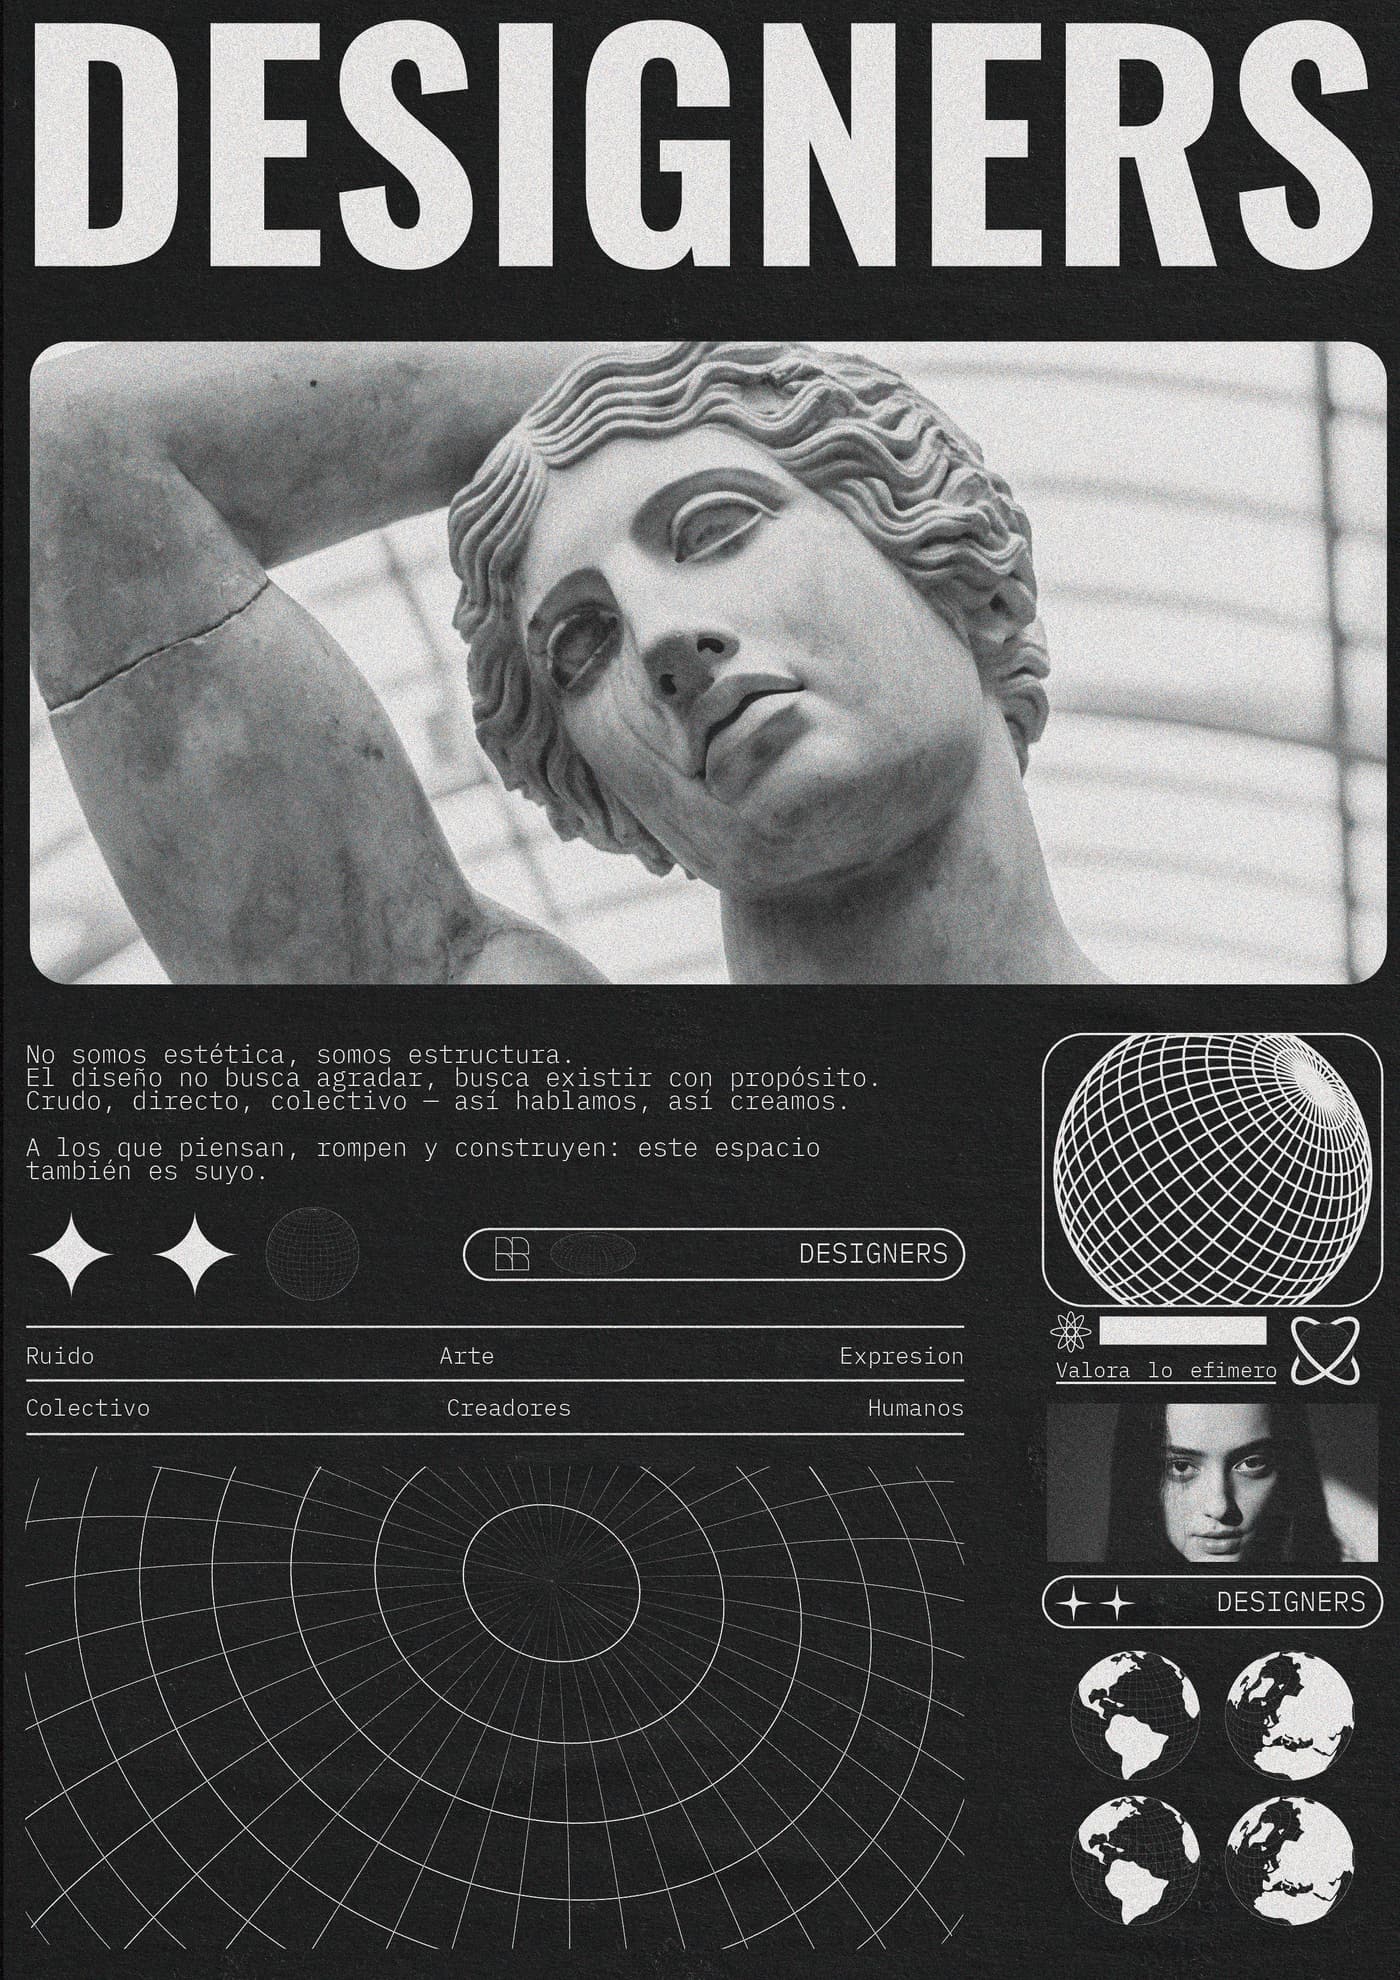 DESIGNERS
No somos estética, somos estructura.
El diseño no busca agradar, busca existir con propósito.
Crudo, directo, colectivo — así hablamos, así creamos.
A los que piensan, rompen y construyen: este espacio
también es suyo.
DESIGNERS
Ruido Arte Expresion
Colectivo Creadores Humanos
Valora lo efimero
DESIGNERS